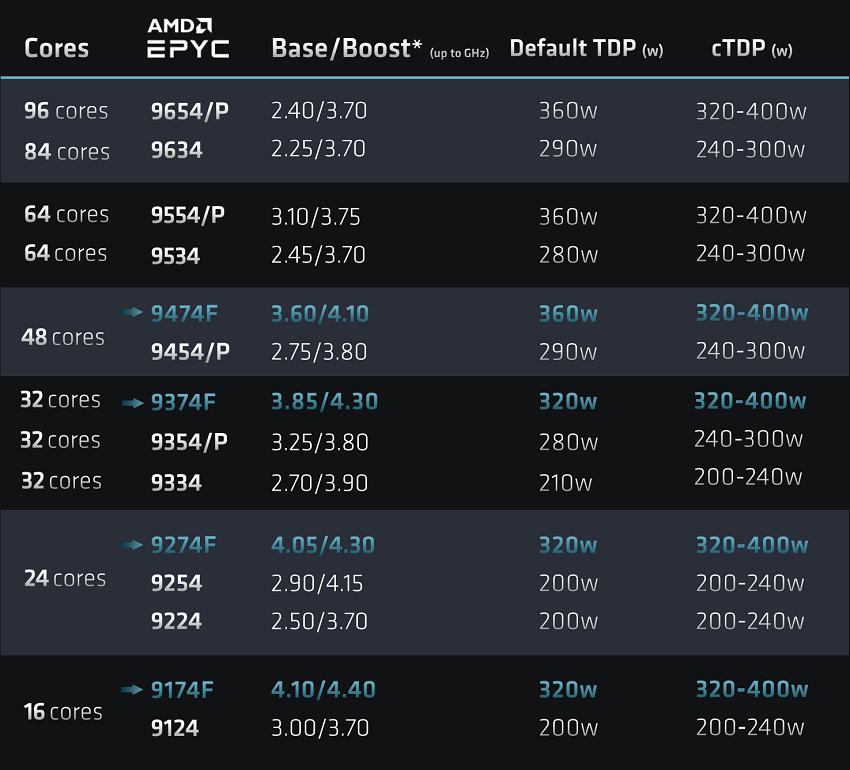 Cores AMD EPYC Base/Boost* (up to GHz) Default TDP (w) cTDP (w)
96 cores 9654/P 2.40/3.70 360w 320-400w
84 cores 9634 2.25/3.70 290w 240-300w
64 cores 9554/P 3.10/3.75 360w 320-400w
64 cores 9534 2.45/3.70 280w 240-300w
9474F 3.60/4.10 360w 320-400w
48 cores
9454/P 2.75/3.80 290w 240-300w
32 cores 9374F 3.85/4.30 320w 320-400w
32 cores 9354/P 3.25/3.80 280w 240-300w
32 cores 9334 2.70/3.90 210w 200-240w
9274F 4.05/4.30 320w 320-400w
24 cores 9254 2.90/4.15 200w 200-240w
9224 2.50/3.70 200w 200-240w
9174F 4.10/4.40 320w 320-400w
16 cores
9124 3.00/3.70 200w 200-240w